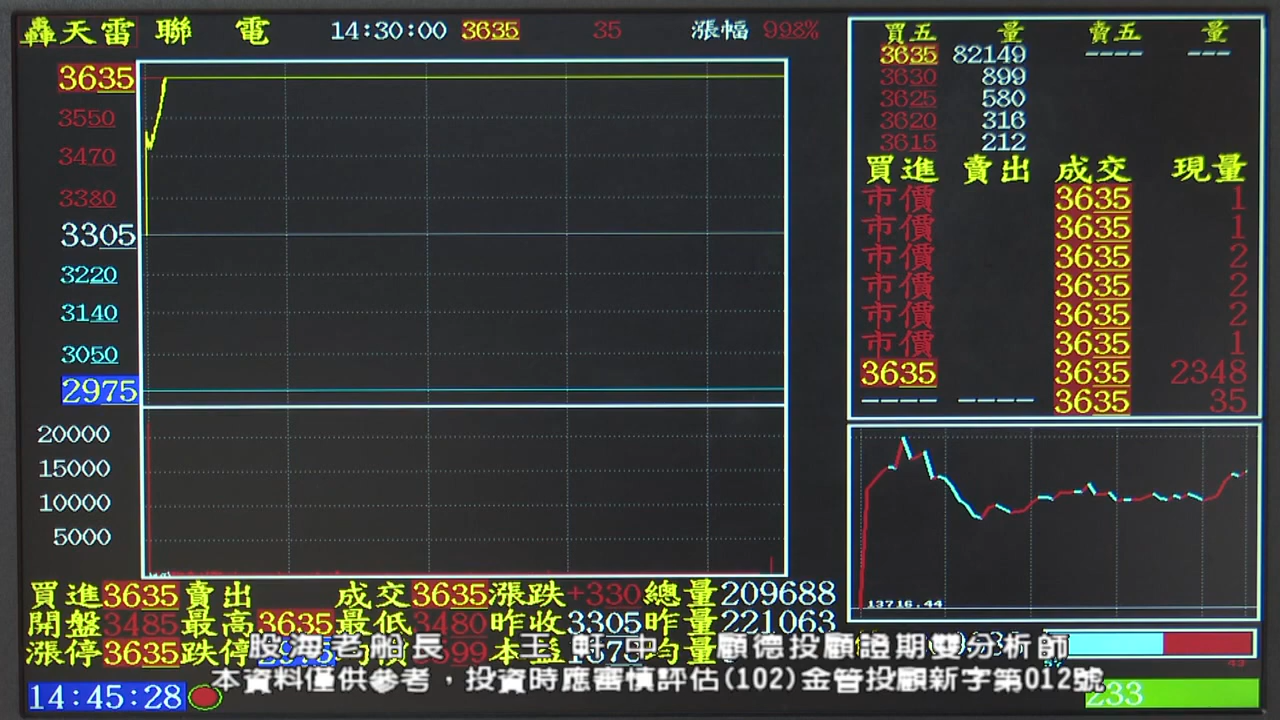 轟天雷 聯 電 14:30:00 3635 35 漲幅 998%
3635
3550
3470
3380
3305
3220
3140
3050
2975
20000
15000
10000
5000
買五 量 賣五 量
3635 82149 ---- ---
3630 899
3625 580
3620 316
3615 212
買進 賣出 成交 現量
市價 3635 1
市價 3635 1
市價 3635 2
市價 3635 2
市價 3635 2
市價 3635 1
3635 3635 2348
---- ---- 3635 35
13716.44
買進3635賣出 成交3635漲跌+330總量209688
開盤3485最高3635最低3480昨收3305昨量221063
漲停3635跌停
股海老船長 王軒中 顧德投顧證期雙分析師
本資料僅供參考，投資時應審慎評估(102)金管投顧新字第012號
14:45:28
233